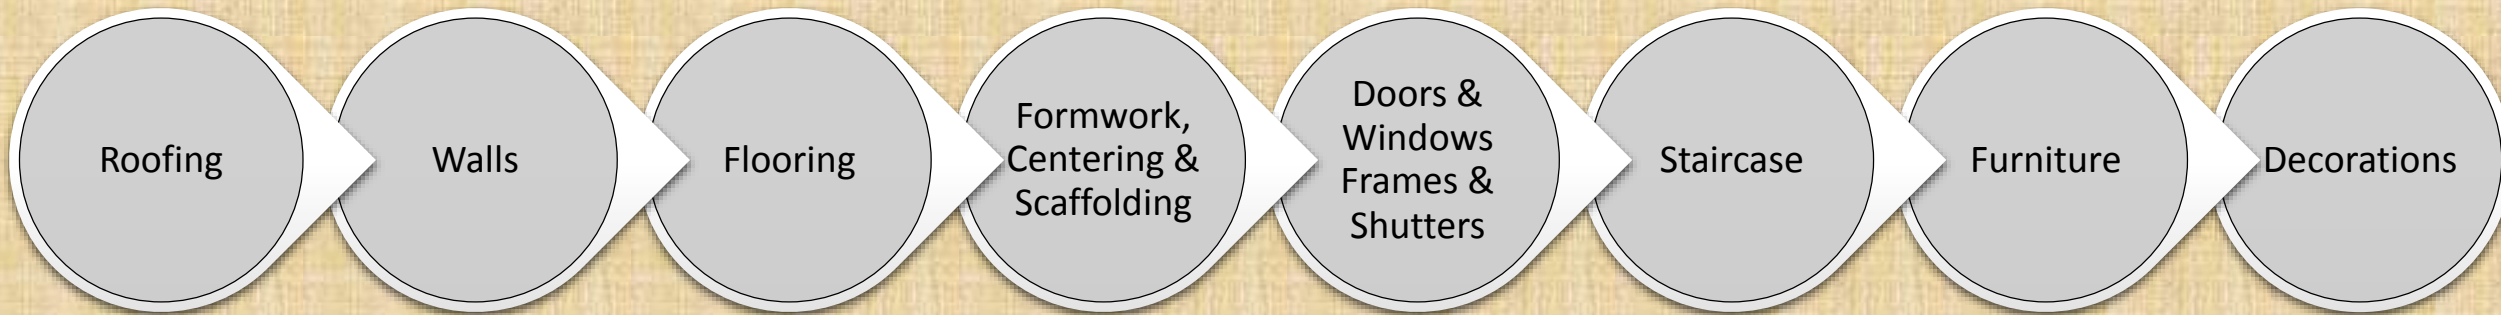 Roofing
Walls
Flooring
Formwork,
Centering &
Scaffolding
Doors &
Windows
Frames &
Shutters
Staircase
Furniture
Decorations